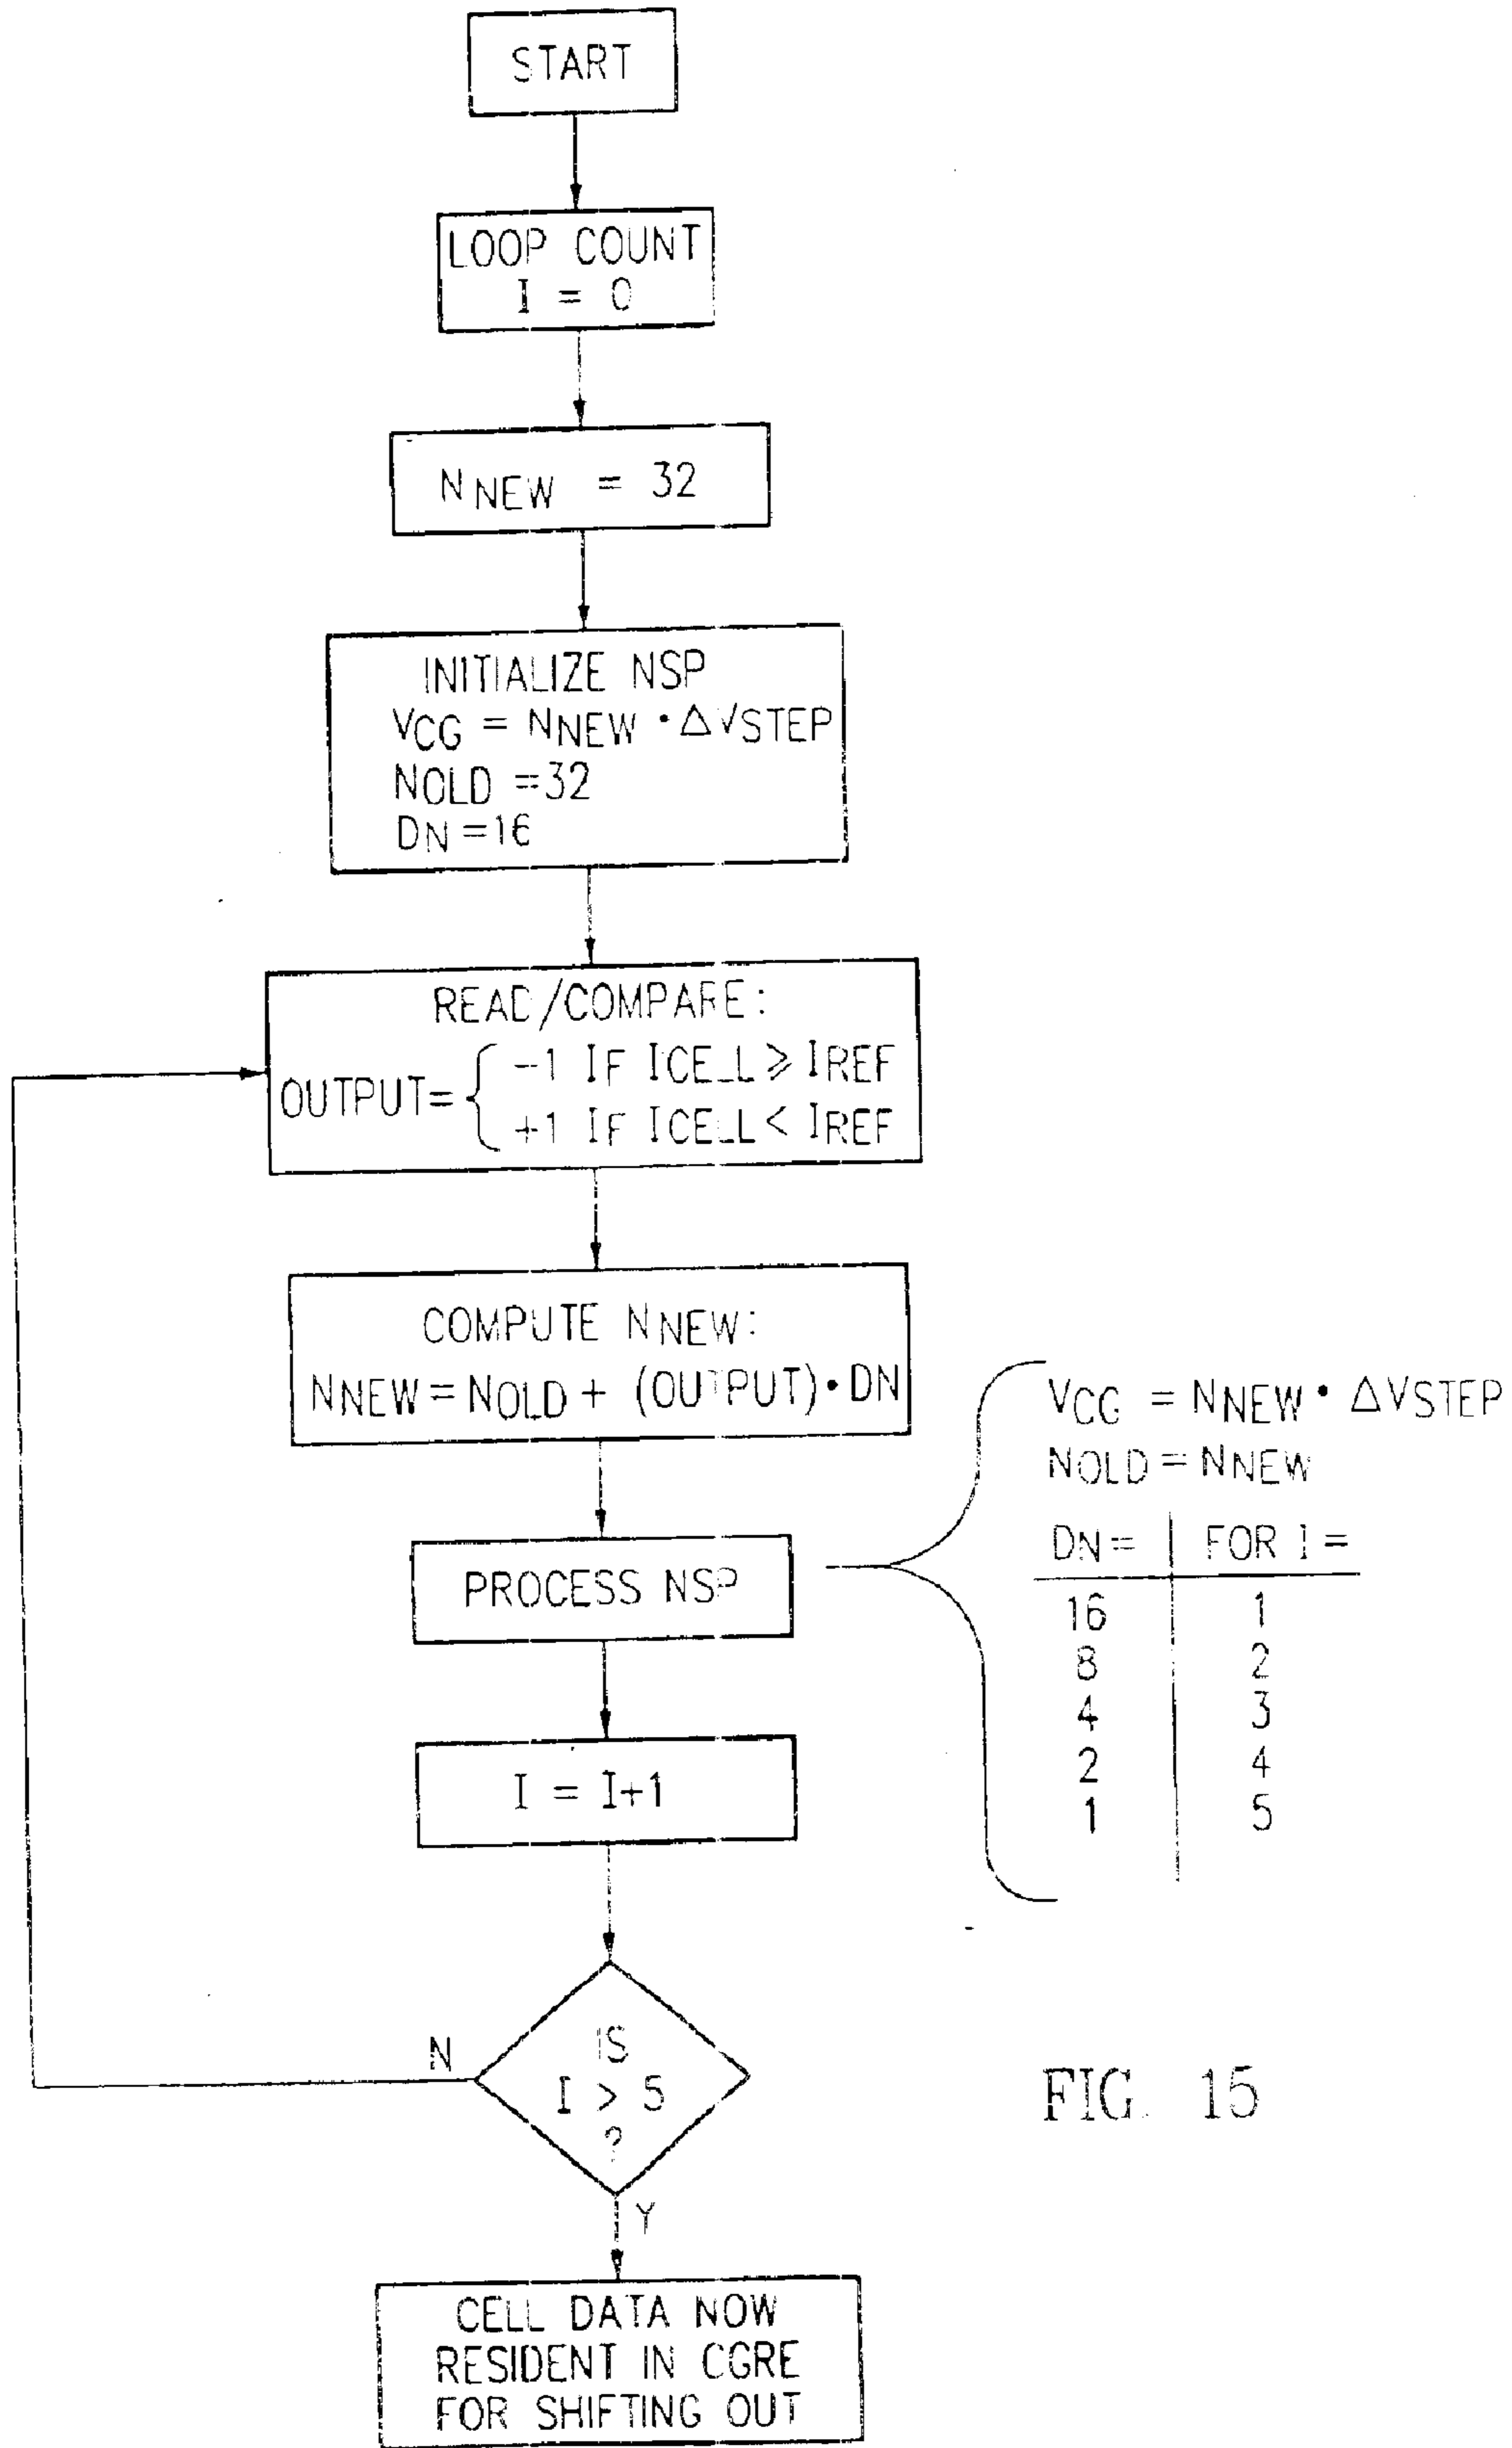 START
LOOP COUNT
I = 0
N NEW = 32
INITIALIZE NSP
VCG = NNEW • ΔVSTEP
NOLD = 32
DN = 16
READ/COMPARE:
OUTPUT = { -1 IF ICELL ⩾ IREF
+1 IF ICELL < IREF
COMPUTE NNEW:
NNEW = NOLD + (OUTPUT) • DN
PROCESS NSP
VCG = NNEW • ΔVSTEP
NOLD = NNEW
DN = | FOR I =
16 | 1
8 | 2
4 | 3
2 | 4
1 | 5
I = I+1
IS
I > 5
?
N
Y
CELL DATA NOW
RESIDENT IN CGRE
FOR SHIFTING OUT
FIG. 15